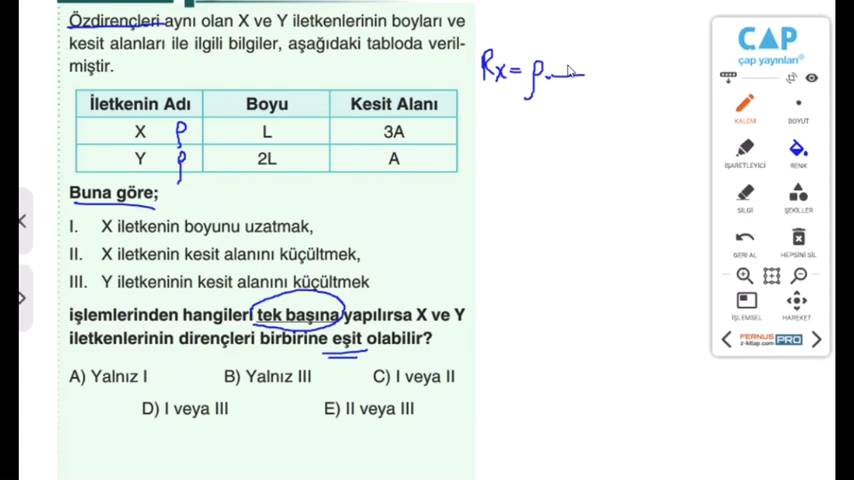 Özdirençleri aynı olan X ve Y iletkenlerinin boyları ve
kesit alanları ile ilgili bilgiler, aşağıdaki tabloda veril-
miştir.
İletkenin Adı Boyu Kesit Alanı
X ρ L 3A
Y ρ 2L A
Buna göre;
I. X iletkenin boyunu uzatmak,
II. X iletkenin kesit alanını küçültmek,
III. Y iletkeninin kesit alanını küçültmek
işlemlerinden hangileri tek başına yapılırsa X ve Y
iletkenlerinin dirençleri birbirine eşit olabilir?
A) Yalnız I B) Yalnız III C) I veya II
D) I veya III E) II veya III
Rx = ρ.
ÇAP
çap yayınları
KALEM BOYUT
İŞARETLEYİCİ RENK
SİLGİ ŞEKİLLER
GERİ AL HEPSİNİ SİL
İŞLEMSEL HAREKET
FERNUS
z-kitap.com PRO